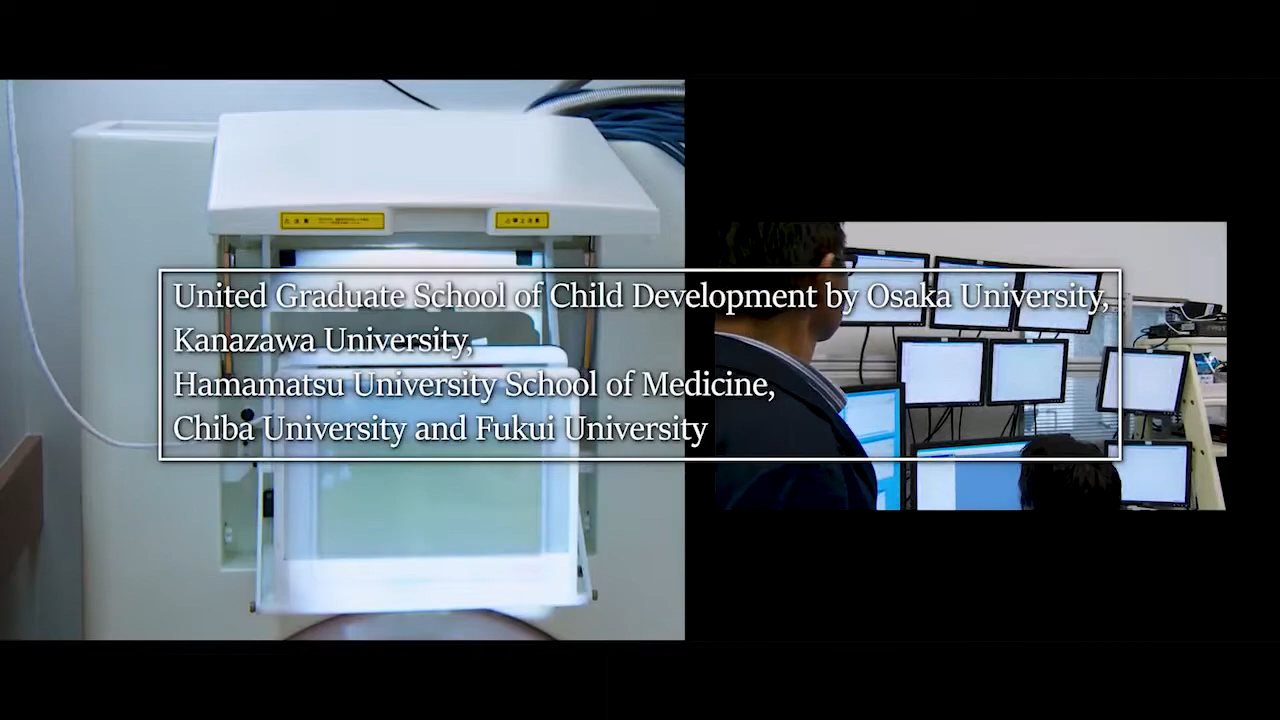 United Graduate School of Child Development by Osaka University,
Kanazawa University,
Hamamatsu University School of Medicine,
Chiba University and Fukui University